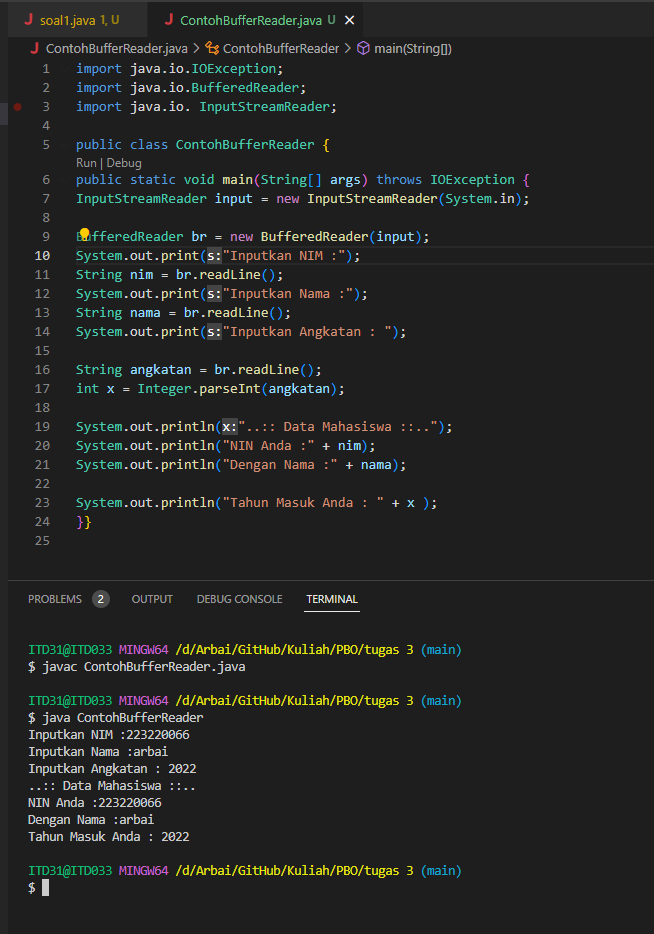 soal1.java 1, U
ContohBufferReader.java U
ContohBufferReader.java > ContohBufferReader > main(String[])
1 import java.io.IOException;
2 import java.io.BufferedReader;
3 import java.io. InputStreamReader;
4
5 public class ContohBufferReader {
Run | Debug
6 public static void main(String[] args) throws IOException {
7 InputStreamReader input = new InputStreamReader(System.in);
8
9 BufferedReader br = new BufferedReader(input);
10 System.out.print(s:"Inputkan NIM :");
11 String nim = br.readLine();
12 System.out.print(s:"Inputkan Nama :");
13 String nama = br.readLine();
14 System.out.print(s:"Inputkan Angkatan : ");
15
16 String angkatan = br.readLine();
17 int x = Integer.parseInt(angkatan);
18
19 System.out.println(x:"..:: Data Mahasiswa ::..");
20 System.out.println("NIN Anda :" + nim);
21 System.out.println("Dengan Nama :" + nama);
22
23 System.out.println("Tahun Masuk Anda : " + x );
24 }}
25
PROBLEMS 2 OUTPUT DEBUG CONSOLE TERMINAL
ITD31@ITD033 MINGW64 /d/Arbai/GitHub/Kuliah/PBO/tugas 3 (main)
$ javac ContohBufferReader.java
ITD31@ITD033 MINGW64 /d/Arbai/GitHub/Kuliah/PBO/tugas 3 (main)
$ java ContohBufferReader
Inputkan NIM :223220066
Inputkan Nama :arbai
Inputkan Angkatan : 2022
..:: Data Mahasiswa ::..
NIN Anda :223220066
Dengan Nama :arbai
Tahun Masuk Anda : 2022
ITD31@ITD033 MINGW64 /d/Arbai/GitHub/Kuliah/PBO/tugas 3 (main)
$